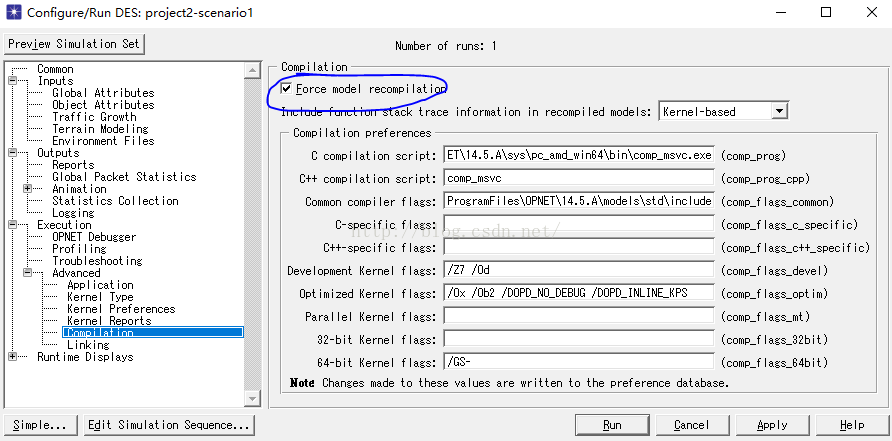 Configure/Run DES: project2-scenario1
Preview Simulation Set
Number of runs: 1
Common
Inputs
Global Attributes
Object Attributes
Traffic Growth
Terrain Modeling
Environment Files
Outputs
Reports
Global Packet Statistics
Animation
Statistics Collection
Logging
Execution
OPNET Debugger
Profiling
Troubleshooting
Advanced
Application
Kernel Type
Kernel Preferences
Kernel Reports
Compilation
Linking
Runtime Displays
Compilation
Force model recompilation
Include function stack trace information in recompiled models: Kernel-based
Compilation preferences
C compilation script: ET\14.5.A\sys\pc_amd_win64\bin\comp_msvc.exe (comp_prog)
C++ compilation script: comp_msvc (comp_prog_cpp)
Common compiler flags: ProgramFiles\OPNET\14.5.A\models\std\include (comp_flags_common)
C-specific flags: (comp_flags_c_specific)
http://blog.csdn.net/
C++-specific flags: (comp_flags_c++_specific)
Development Kernel flags: /Z7 /Od (comp_flags_devel)
Optimized Kernel flags: /Ox /Ob2 /DOPD_NO_DEBUG /DOPD_INLINE_KPS (comp_flags_optim)
Parallel Kernel flags: (comp_flags_mt)
32-bit Kernel flags: (comp_flags_32bit)
64-bit Kernel flags: /GS- (comp_flags_64bit)
Note: Changes made to these values are written to the preference database.
Simple...
Edit Simulation Sequence...
Run
Cancel
Apply
Help